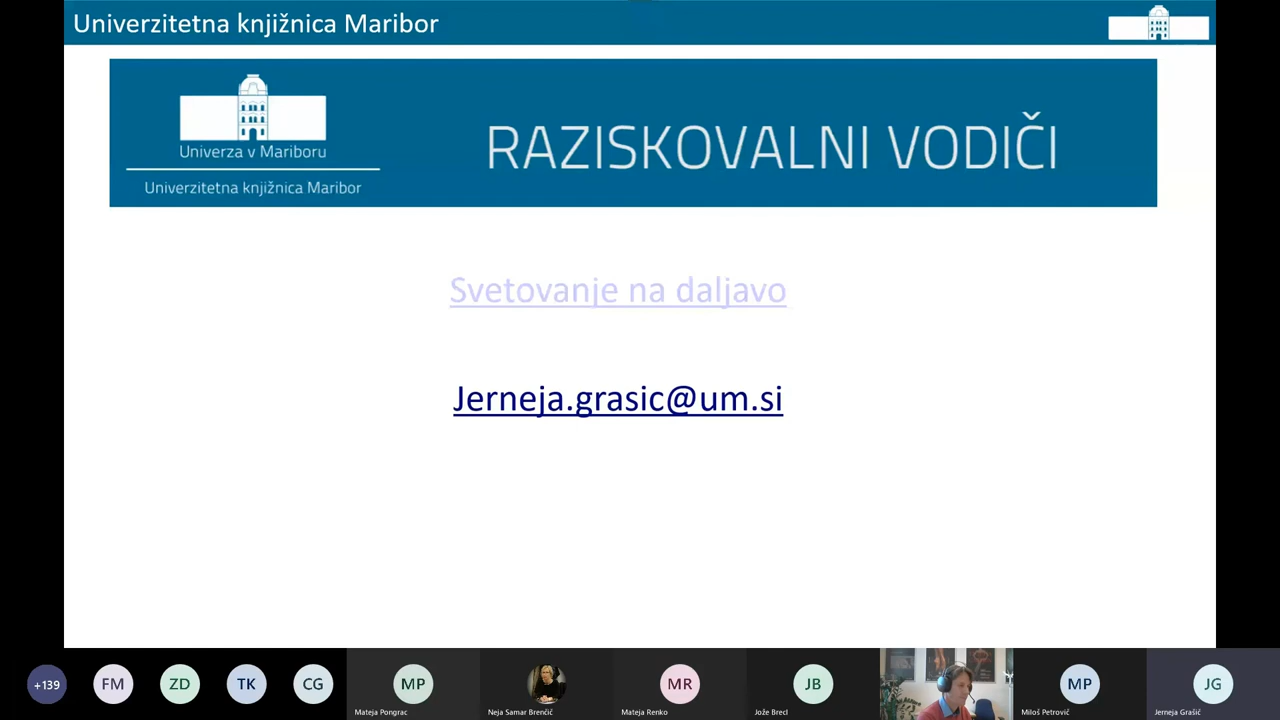 Univerzitetna knjižnica Maribor
Univerza v Mariboru
Univerzitetna knjižnica Maribor
RAZISKOVALNI VODIČI
Svetovanje na daljavo
Jerneja.grasic@um.si
+139
FM
ZD
TK
CG
MP
MR
JB
MP
JG
Mateja Pongrac
Neja Samar Brenčič
Mateja Renko
Jože Brecl
Miloš Petrovič
Jerneja Grašič